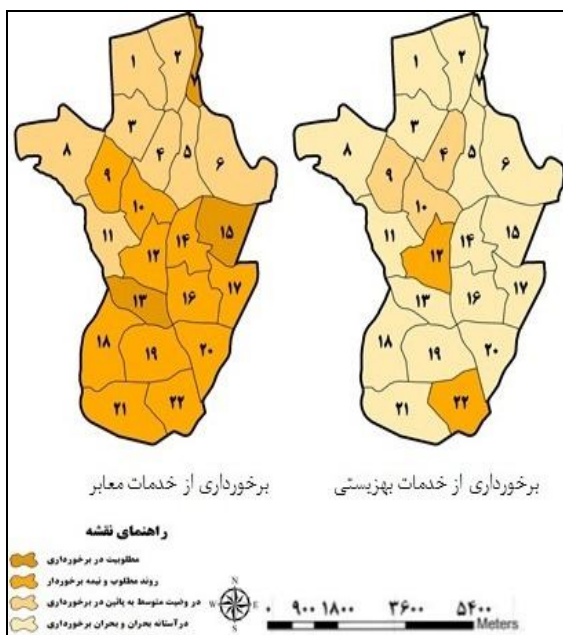 ۱ ۲ ۷
۳ ۴ ۵ ۶
۸ ۹ ۱۰
۱۱ ۱۲ ۱۴ ۱۵
۱۳ ۱۶ ۱۷
۱۸ ۱۹ ۲۰
۲۱ ۲۲
برخورداری از خدمات معابر
۱ ۲ ۷
۳ ۴ ۵ ۶
۸ ۹ ۱۰
۱۱ ۱۲ ۱۴ ۱۵
۱۳ ۱۶ ۱۷
۱۸ ۱۹ ۲۰
۲۱ ۲۲
برخورداری از خدمات بهزیستی
راهنمای نقشه
مطلوبیت در برخورداری
روند مطلوب و نیمه برخوردار
در وضیت متوسط به پائین در برخورداری
درآستانه بحران و بحران برخورداری
N
W E
S
۰ ۹۰۰ ۱۸۰۰ ۳۶۰۰ ۵۴۰۰
Meters